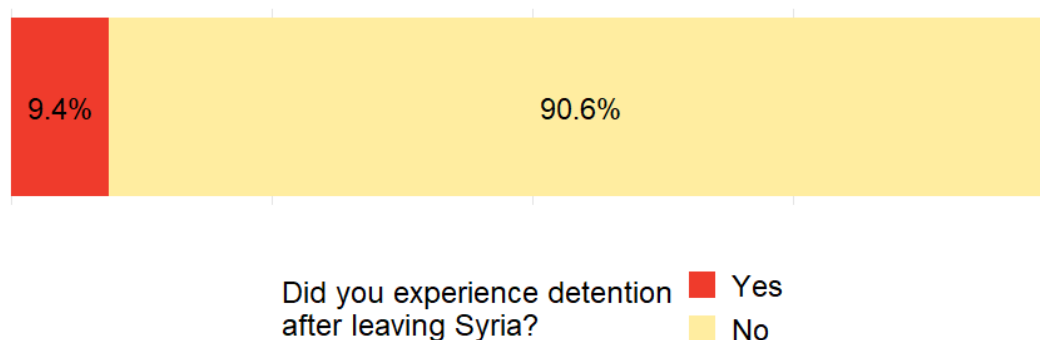 9.4% 90.6%
Did you experience detention
after leaving Syria?
Yes
No